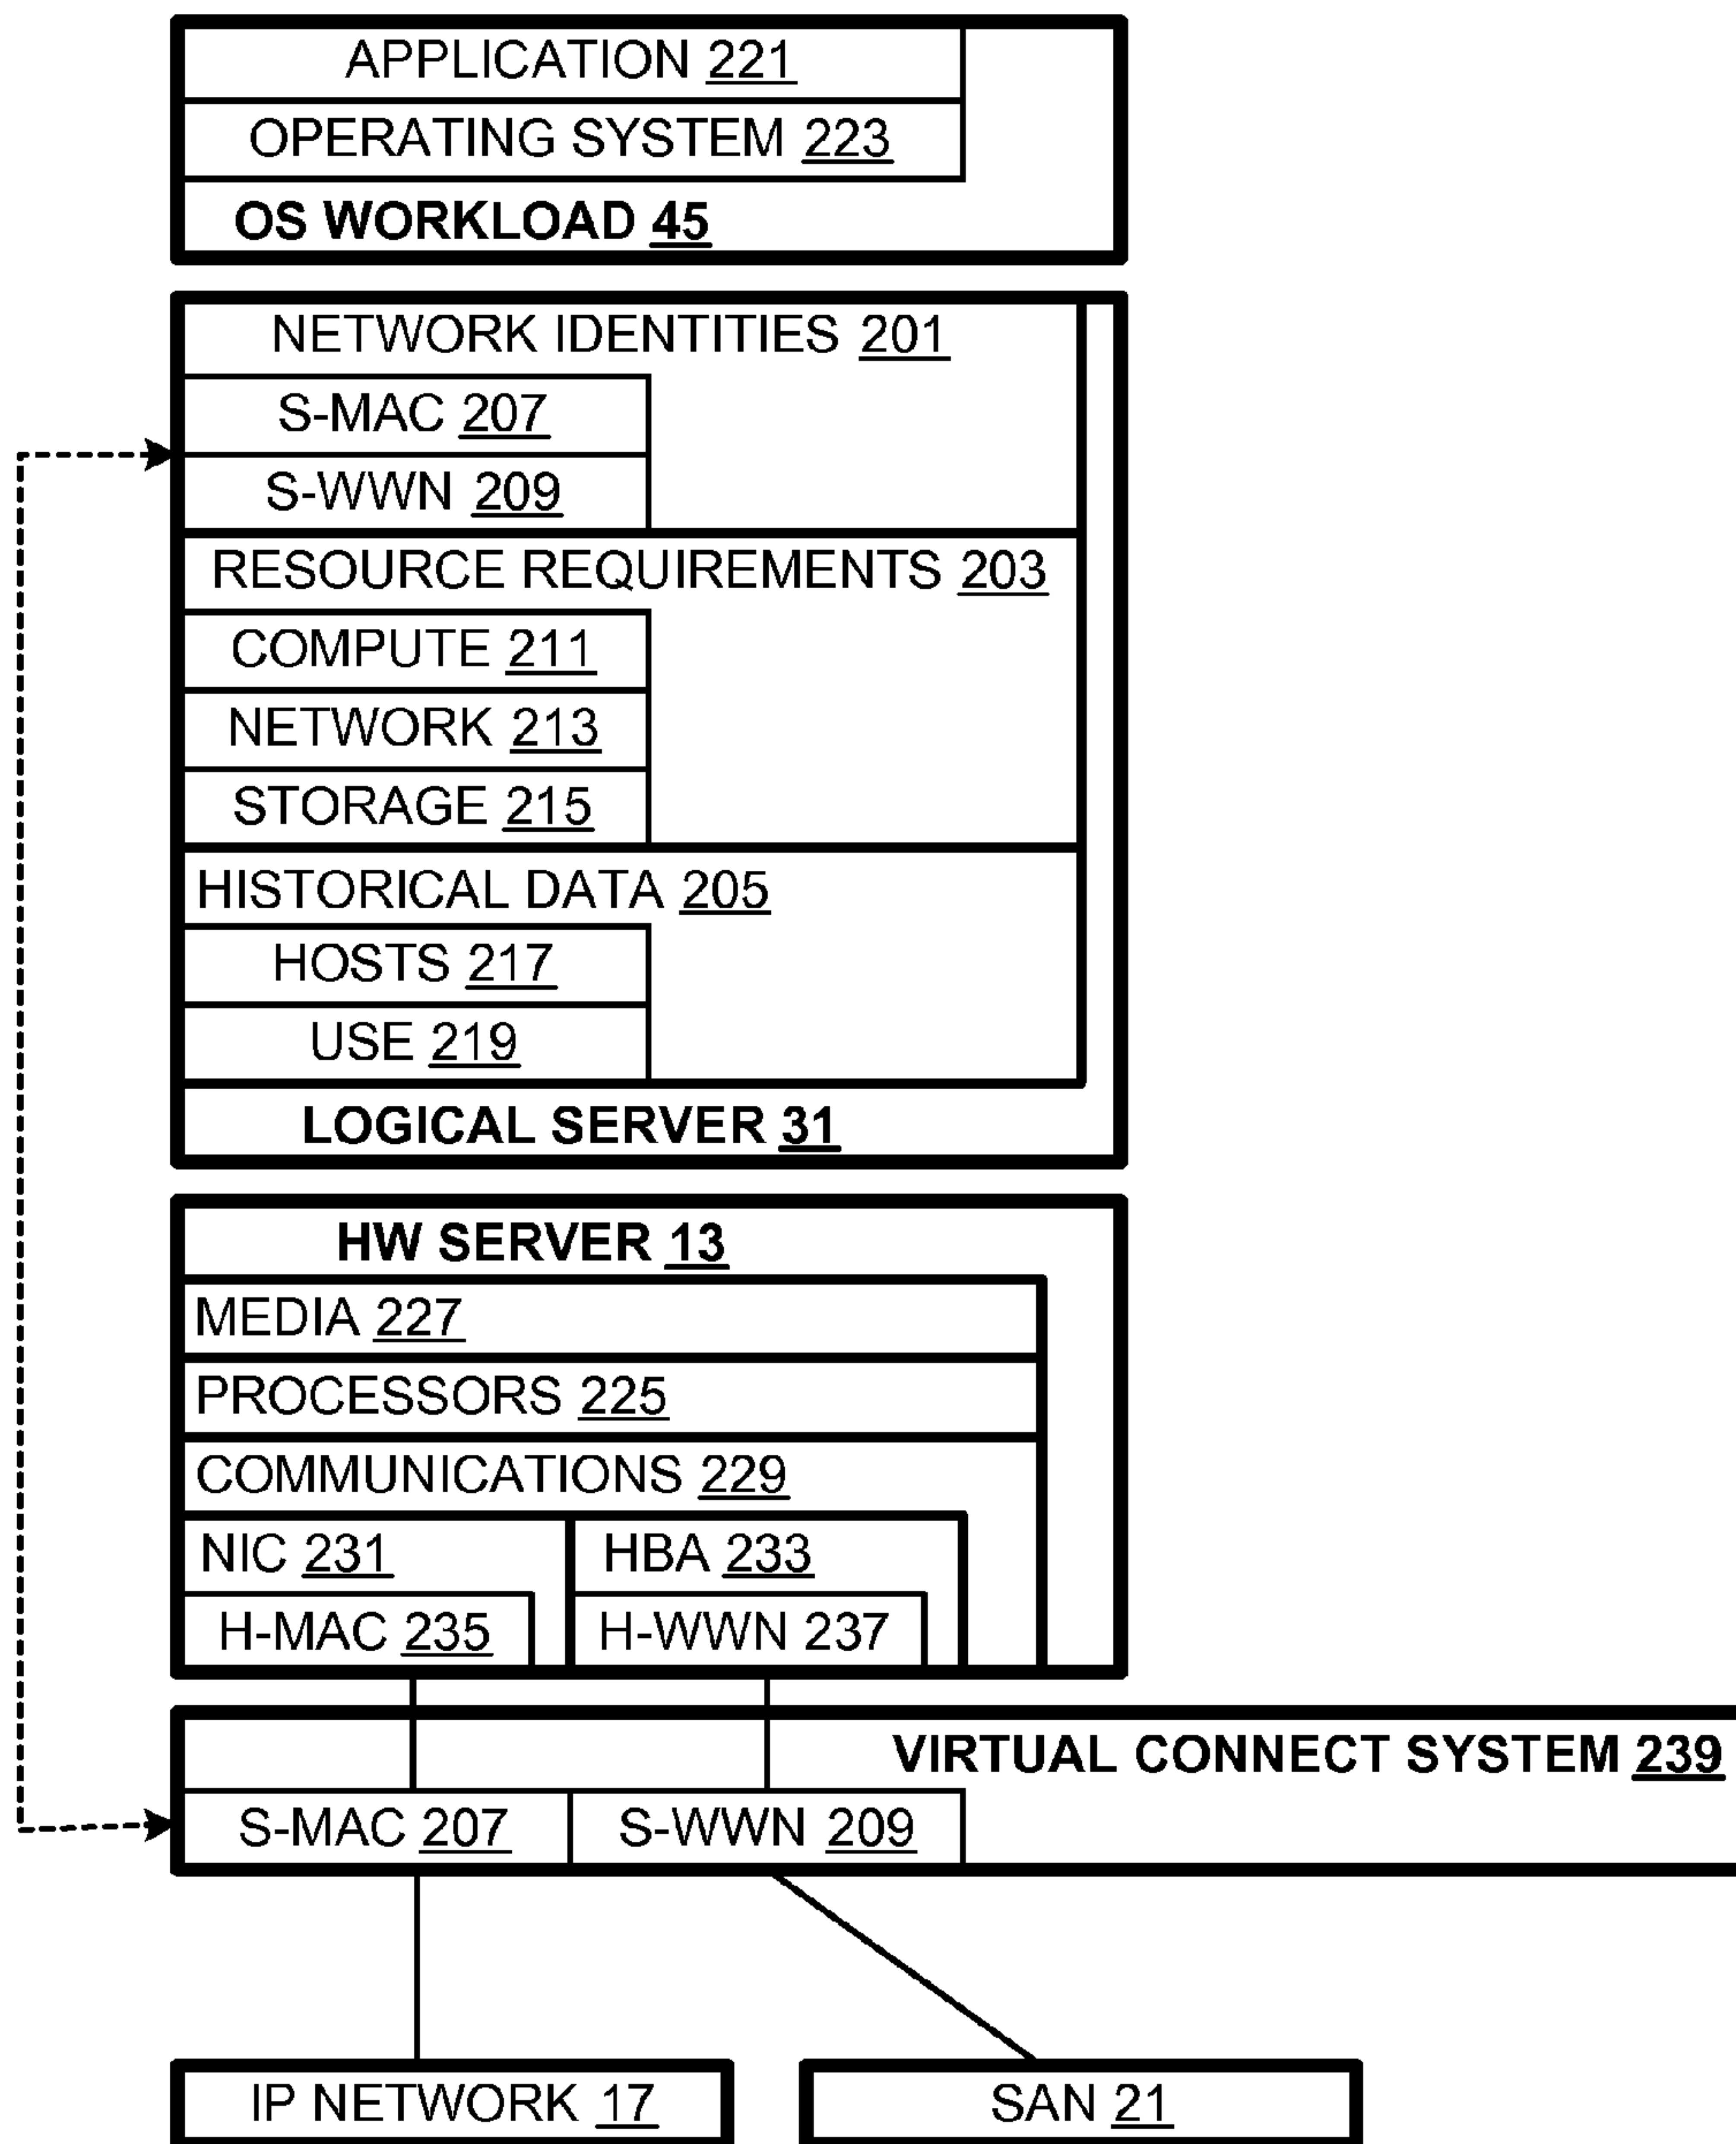 APPLICATION 221
OPERATING SYSTEM 223
OS WORKLOAD 45
NETWORK IDENTITIES 201
S-MAC 207
S-WWN 209
RESOURCE REQUIREMENTS 203
COMPUTE 211
NETWORK 213
STORAGE 215
HISTORICAL DATA 205
HOSTS 217
USE 219
LOGICAL SERVER 31
HW SERVER 13
MEDIA 227
PROCESSORS 225
COMMUNICATIONS 229
NIC 231
HBA 233
H-MAC 235
H-WWN 237
VIRTUAL CONNECT SYSTEM 239
S-MAC 207
S-WWN 209
IP NETWORK 17
SAN 21